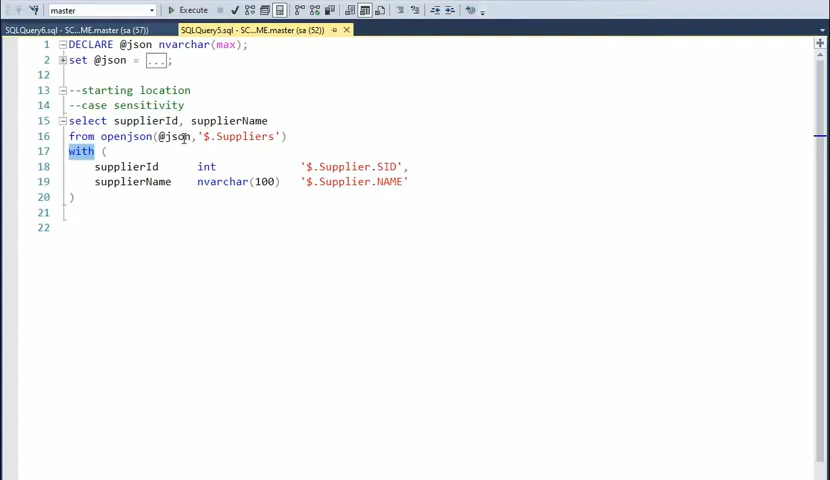 master
Execute
SQLQuery6.sql - SC...ME.master (sa (57))
SQLQuery5.sql - SC...ME.master (sa (52))
1 DECLARE @json nvarchar(max);
2 set @json = ...;
12
13 --starting location
14 --case sensitivity
15 select supplierId, supplierName
16 from openjson(@json,'$.Suppliers')
17 with (
18 supplierId int '$.Supplier.SID',
19 supplierName nvarchar(100) '$.Supplier.NAME'
20 )
21
22